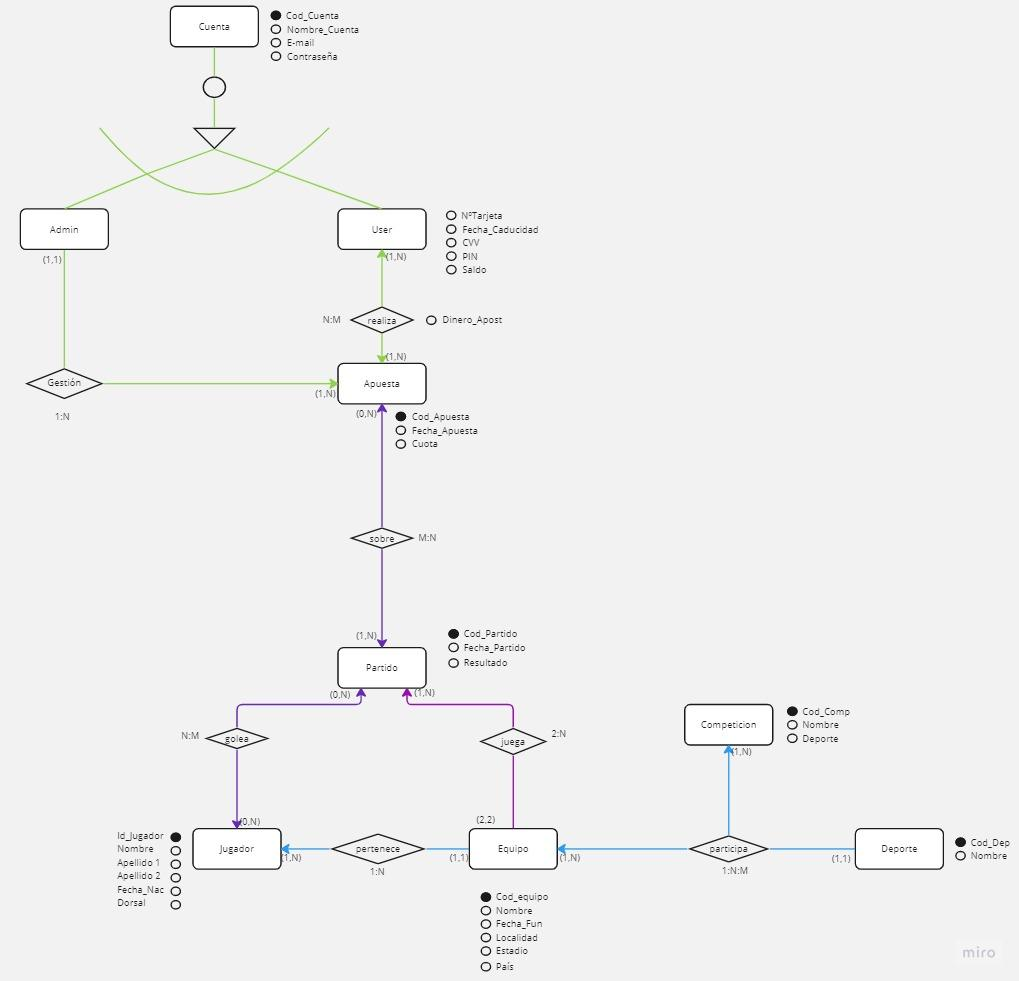 Cuenta
Cod_Cuenta
Nombre_Cuenta
E-mail
Contraseña
Admin
(1,1)
User
(1,N)
NºTarjeta
Fecha_Caducidad
CVV
PIN
Saldo
N:M
realiza
Dinero_Apost
(1,N)
Gestión
1:N
(1,N)
Apuesta
(0,N)
Cod_Apuesta
Fecha_Apuesta
Cuota
sobre
M:N
(1,N)
Partido
Cod_Partido
Fecha_Partido
Resultado
(0,N)
(1,N)
N:M
golea
juega
2:N
Competicion
Cod_Comp
Nombre
Deporte
(1,N)
(0,N)
(2,2)
Id_Jugador
Nombre
Apellido 1
Apellido 2
Fecha_Nac
Dorsal
Jugador
(1,N)
pertenece
1:N
(1,1)
Equipo
(1,N)
participa
1:N:M
(1,1)
Deporte
Cod_Dep
Nombre
Cod_equipo
Nombre
Fecha_Fun
Localidad
Estadio
País
miro